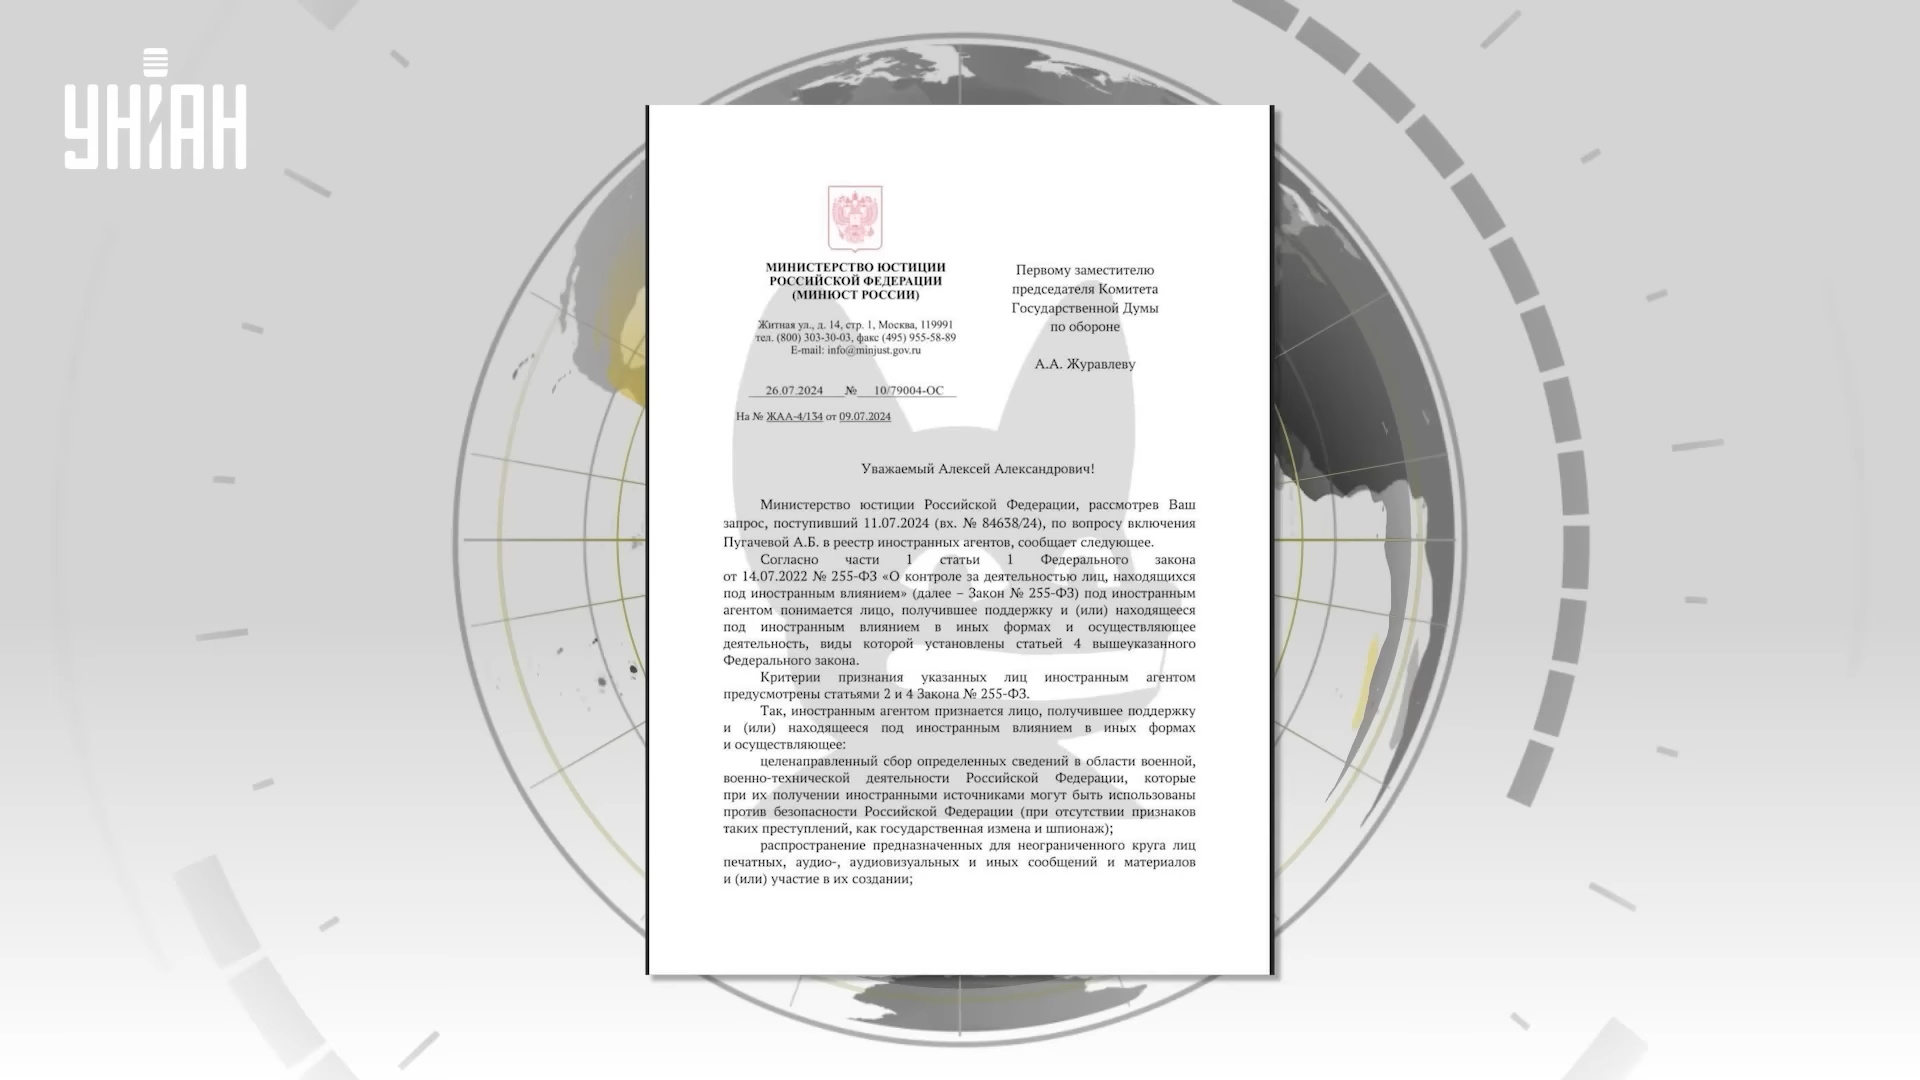 УНІАН
МИНИСТЕРСТВО ЮСТИЦИИ
РОССИЙСКОЙ ФЕДЕРАЦИИ
(МИНЮСТ РОССИИ)
Житная ул., д. 14, стр. 1, Москва, 119991
тел. (800) 303-30-03, факс (495) 955-58-89
E-mail: info@minjust.gov.ru
26.07.2024 № 10/79004-ОС
На № ЖАА-4/134 от 09.07.2024
Первому заместителю
председателя Комитета
Государственной Думы
по обороне
А.А. Журавлеву
Уважаемый Алексей Александрович!
Министерство юстиции Российской Федерации, рассмотрев Ваш
запрос, поступивший 11.07.2024 (вх. № 84638/24), по вопросу включения
Пугачевой А.Б. в реестр иностранных агентов, сообщает следующее.
Согласно части 1 статьи 1 Федерального закона
от 14.07.2022 № 255-ФЗ «О контроле за деятельностью лиц, находящихся
под иностранным влиянием» (далее – Закон № 255-ФЗ) под иностранным
агентом понимается лицо, получившее поддержку и (или) находящееся
под иностранным влиянием в иных формах и осуществляющее
деятельность, виды которой установлены статьей 4 вышеуказанного
Федерального закона.
Критерии признания указанных лиц иностранным агентом
предусмотрены статьями 2 и 4 Закона № 255-ФЗ.
Так, иностранным агентом признается лицо, получившее поддержку
и (или) находящееся под иностранным влиянием в иных формах
и осуществляющее:
целенаправленный сбор определенных сведений в области военной,
военно-технической деятельности Российской Федерации, которые
при их получении иностранными источниками могут быть использованы
против безопасности Российской Федерации (при отсутствии признаков
таких преступлений, как государственная измена и шпионаж);
распространение предназначенных для неограниченного круга лиц
печатных, аудио-, аудиовизуальных и иных сообщений и материалов
и (или) участие в их создании;